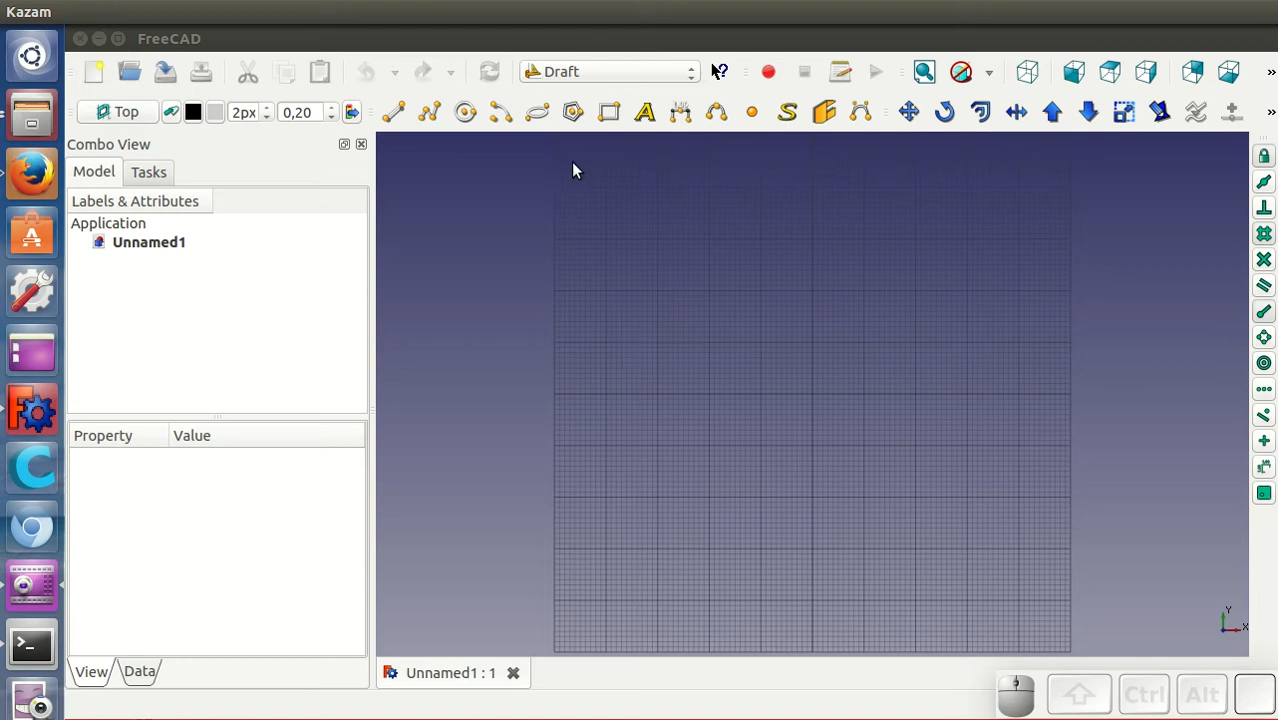 Kazam
FreeCAD
Draft
Top
2px
0,20
Combo View
Model
Tasks
Labels & Attributes
Application
Unnamed1
Property
Value
View
Data
Unnamed1 : 1
Y
X
Ctrl
Alt